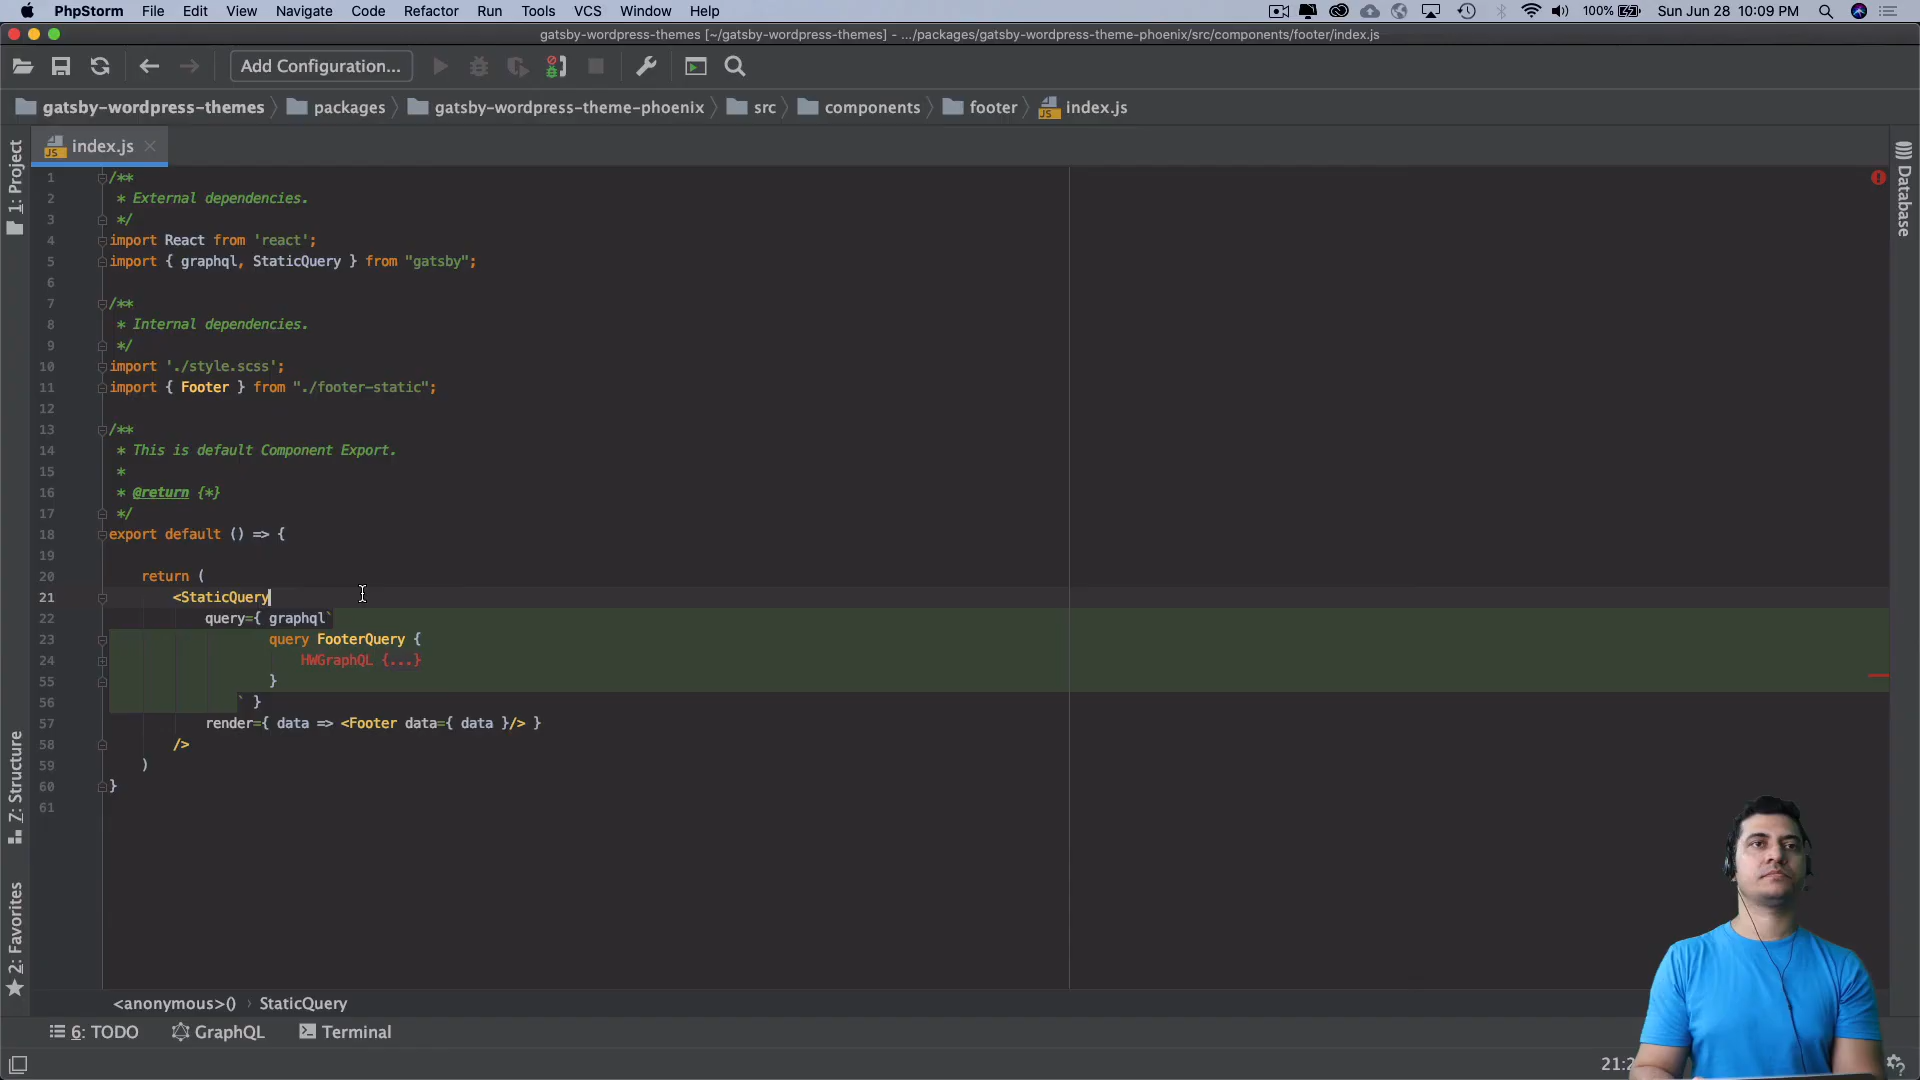 PhpStorm File Edit View Navigate Code Refactor Run Tools VCS Window Help 100% Sun Jun 28 10:09 PM
gatsby-wordpress-themes [~/gatsby-wordpress-themes] - .../packages/gatsby-wordpress-theme-phoenix/src/components/footer/index.js
Add Configuration...
gatsby-wordpress-themes packages gatsby-wordpress-theme-phoenix src components footer index.js
index.js
1: Project
Database
1 /**
2 * External dependencies.
3 */
4 import React from 'react';
5 import { graphql, StaticQuery } from "gatsby";
6
7 /**
8 * Internal dependencies.
9 */
10 import './style.scss';
11 import { Footer } from "./footer-static";
12
13 /**
14 * This is default Component Export.
15 *
16 * @return {*}
17 */
18 export default () => {
19
20 return (
21 <StaticQuery
22 query={ graphql`
23 query FooterQuery {
24 HWGraphQL {...}
55 }
56 ` }
57 render={ data => <Footer data={ data }/> }
58 />
59 )
60 }
61
Z: Structure
2: Favorites
<anonymous>() › StaticQuery
6: TODO GraphQL Terminal